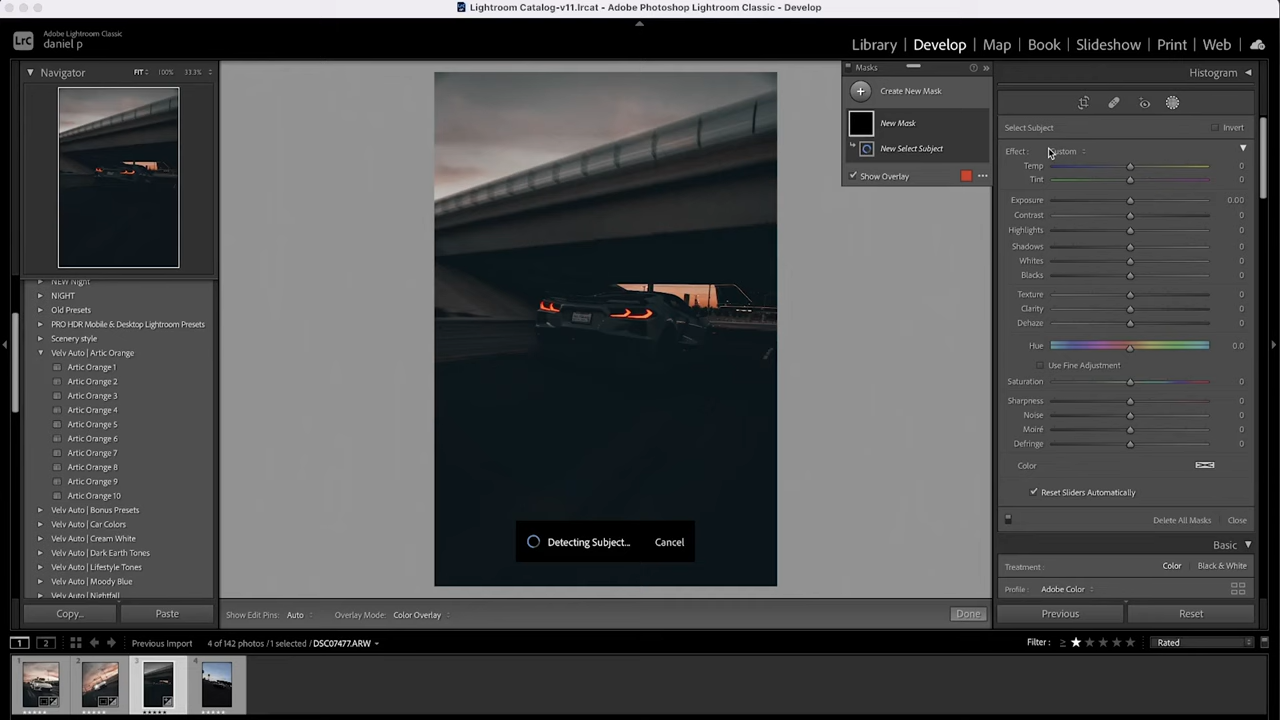 Lightroom Catalog-v11.lrcat - Adobe Photoshop Lightroom Classic - Develop
LrC
Adobe Lightroom Classic
daniel p
Library | Develop | Map | Book | Slideshow | Print | Web
Navigator FIT 100% 33.3%
NEW Night
NIGHT
Old Presets
PRO HDR Mobile & Desktop Lightroom Presets
Scenery style
Velv Auto | Artic Orange
Artic Orange 1
Artic Orange 2
Artic Orange 3
Artic Orange 4
Artic Orange 5
Artic Orange 6
Artic Orange 7
Artic Orange 8
Artic Orange 9
Artic Orange 10
Velv Auto | Bonus Presets
Velv Auto | Car Colors
Velv Auto | Cream White
Velv Auto | Dark Earth Tones
Velv Auto | Lifestyle Tones
Velv Auto | Moody Blue
Velv Auto | Nightfall
Copy... Paste
Detecting Subject... Cancel
Masks
Create New Mask
New Mask
New Select Subject
Show Overlay
Histogram
Select Subject Invert
Effect : Custom
Temp 0
Tint 0
Exposure 0.00
Contrast 0
Highlights 0
Shadows 0
Whites 0
Blacks 0
Texture 0
Clarity 0
Dehaze 0
Hue 0.0
Use Fine Adjustment
Saturation 0
Sharpness 0
Noise 0
Moiré 0
Defringe 0
Color
Reset Sliders Automatically
Delete All Masks Close
Basic
Treatment : Color Black & White
Profile : Adobe Color
Previous Reset
Show Edit Pins: Auto Overlay Mode: Color Overlay Done
1 2 Previous Import 4 of 142 photos / 1 selected / DSC07477.ARW Filter : ≥ Rated
1 2 3 4